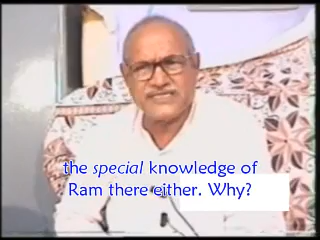 the special knowledge of
Ram there either. Why?